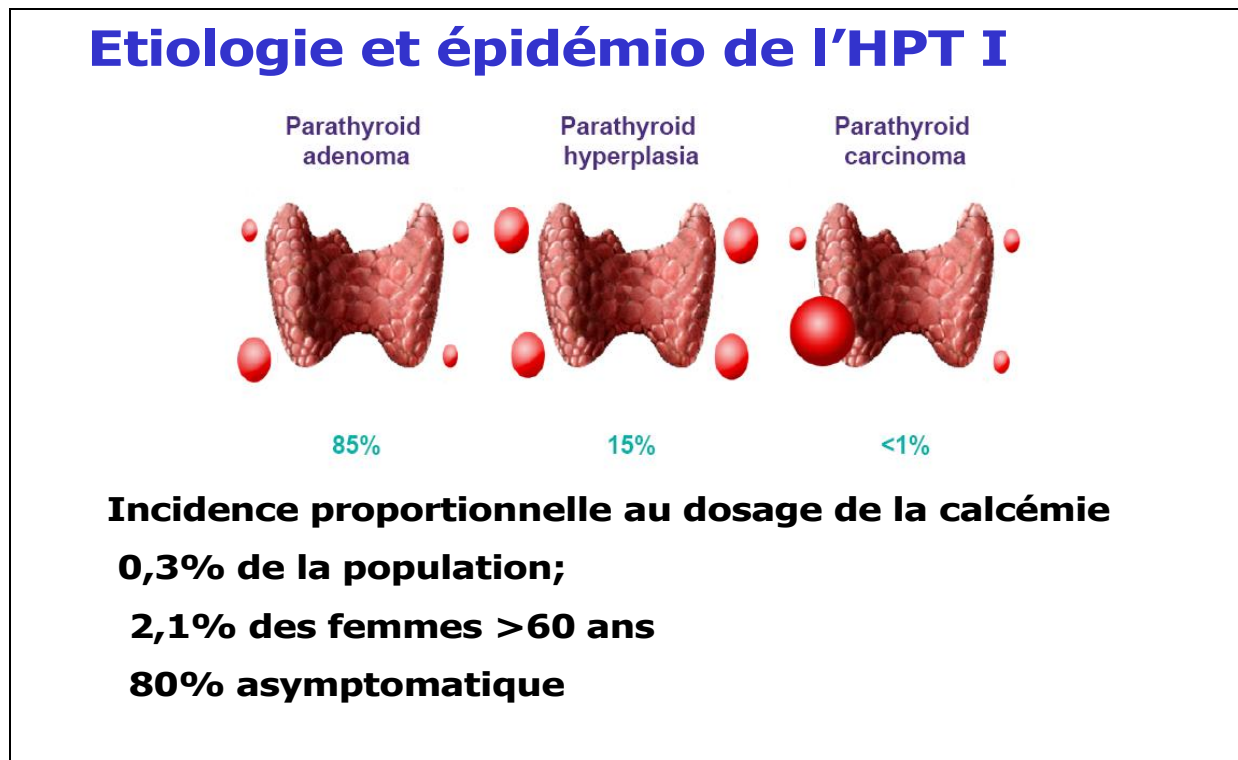 Etiologie et épidémio de l’HPT I
Parathyroid
adenoma
Parathyroid
hyperplasia
Parathyroid
carcinoma
85%
15%
<1%
Incidence proportionnelle au dosage de la calcémie
0,3% de la population;
2,1% des femmes >60 ans
80% asymptomatique